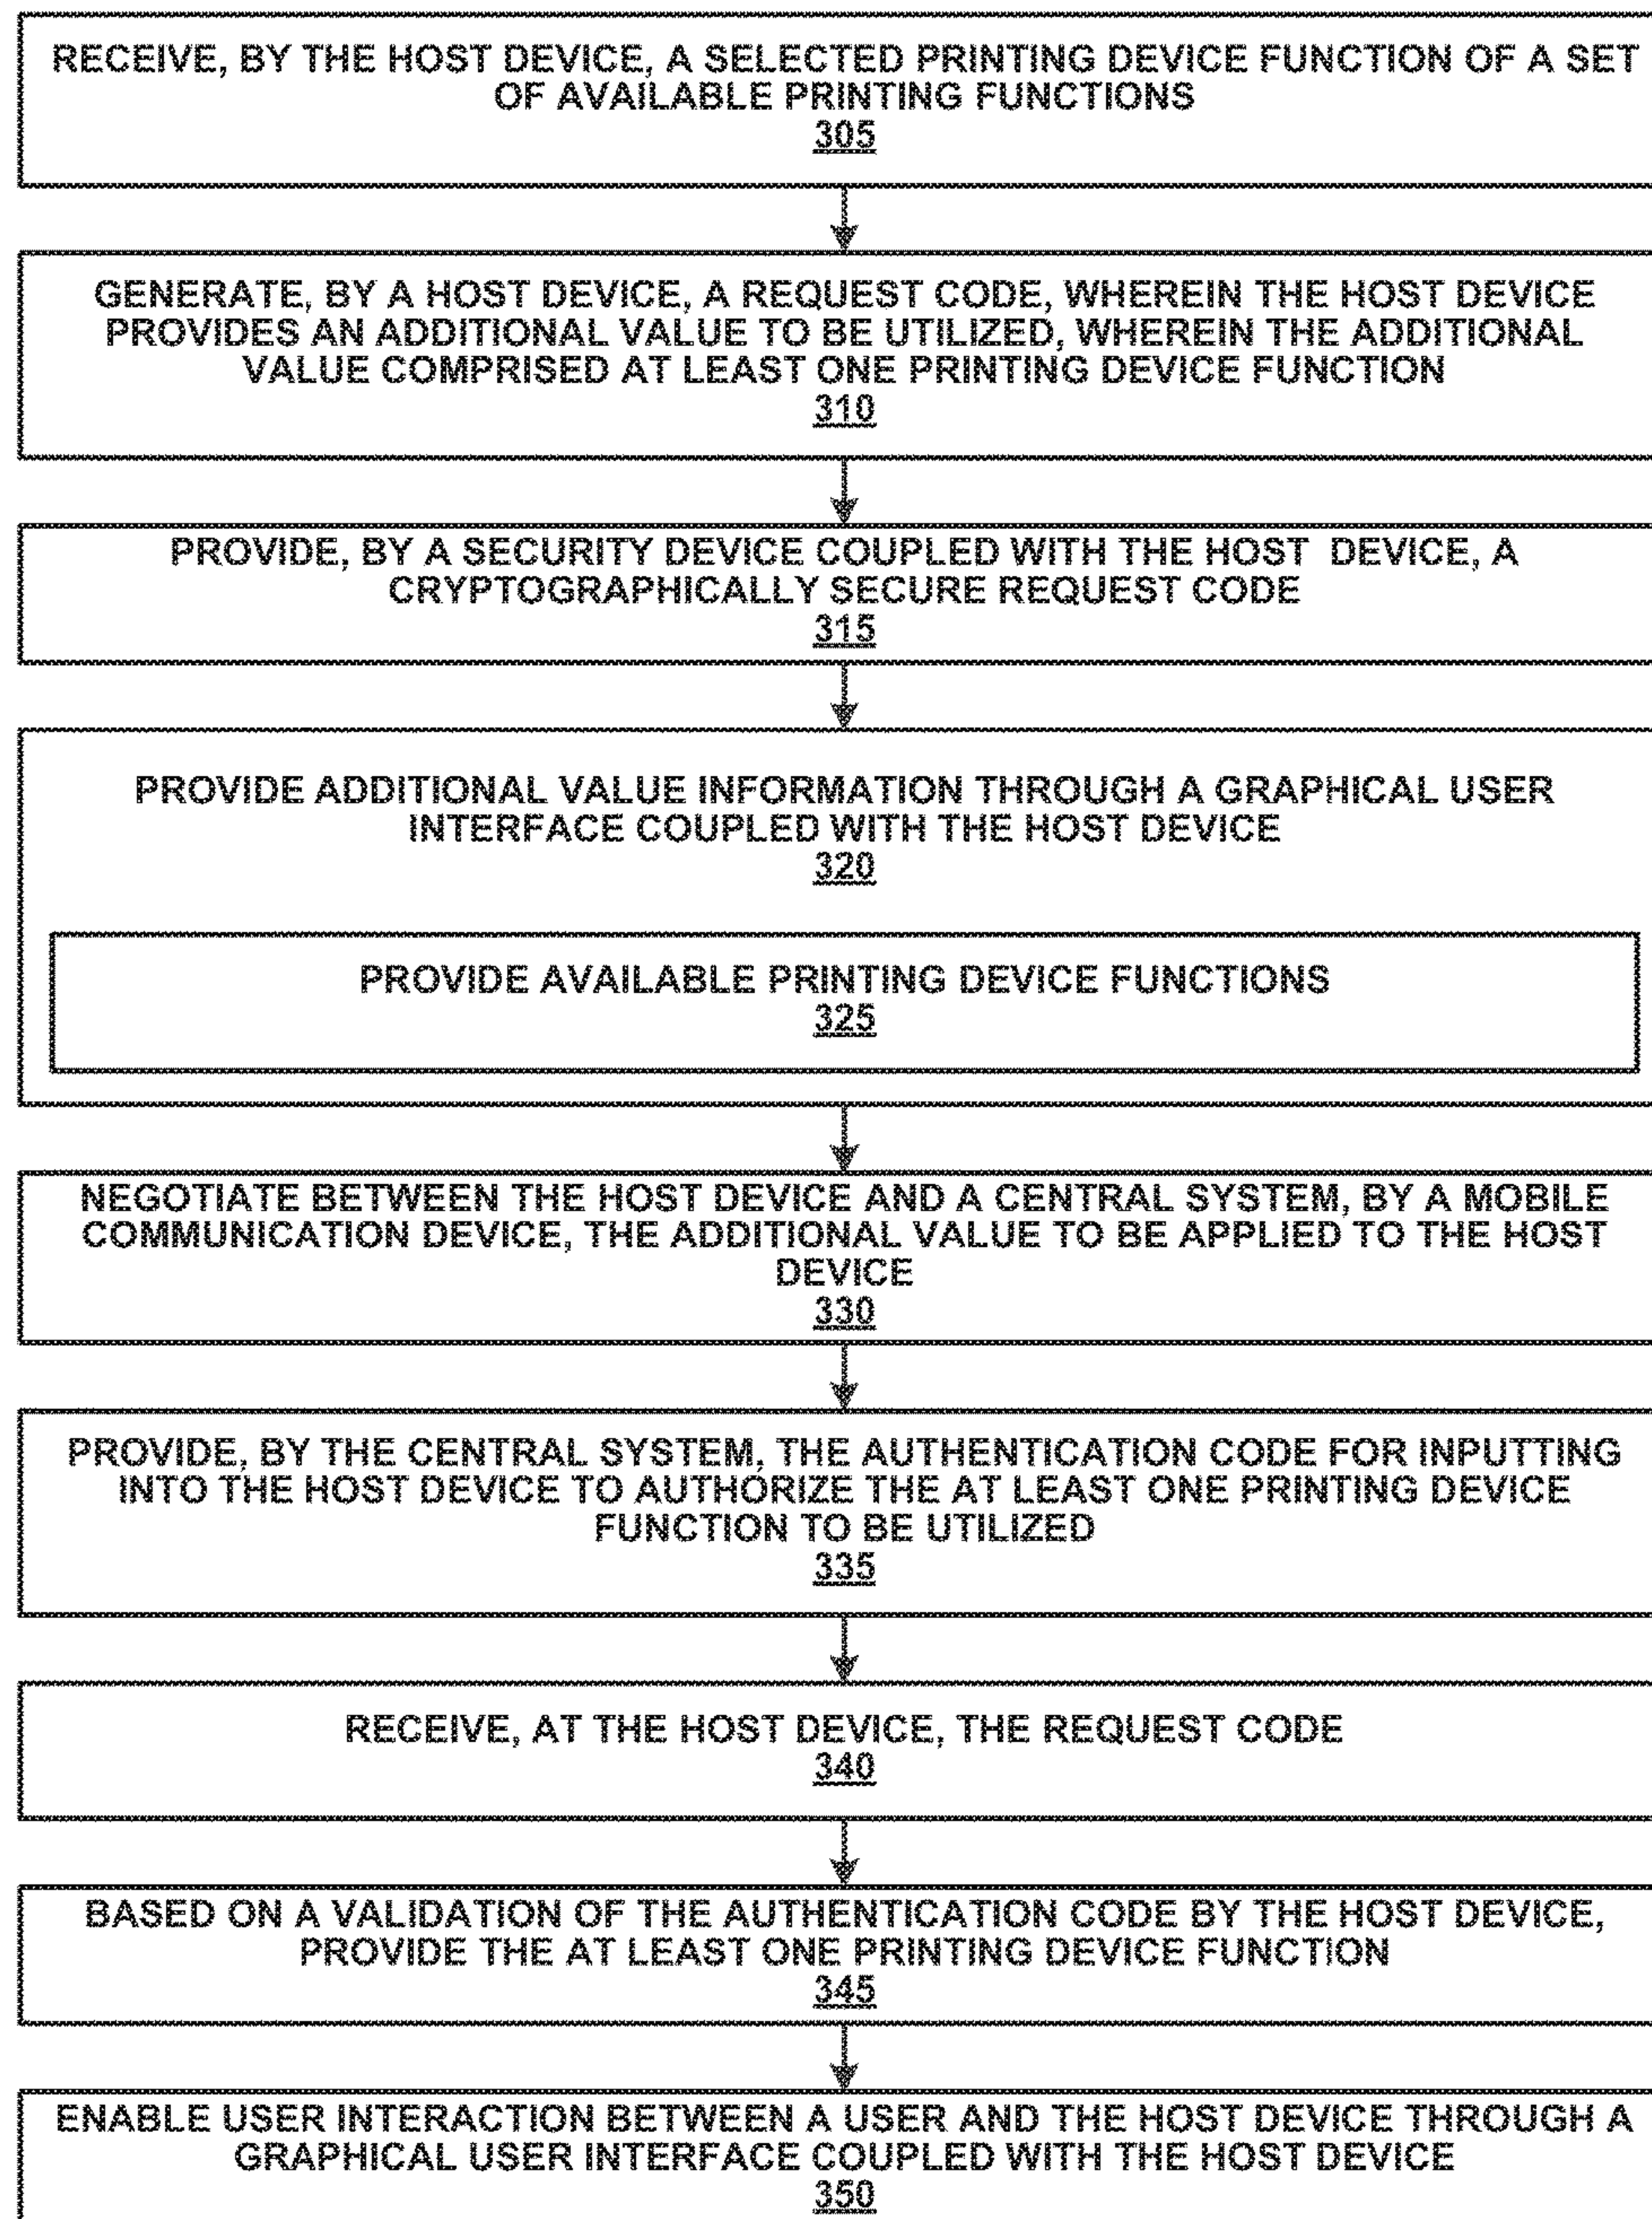 RECEIVE, BY THE HOST DEVICE, A SELECTED PRINTING DEVICE FUNCTION OF A SET
OF AVAILABLE PRINTING FUNCTIONS
305
GENERATE, BY A HOST DEVICE, A REQUEST CODE, WHEREIN THE HOST DEVICE
PROVIDES AN ADDITIONAL VALUE TO BE UTILIZED, WHEREIN THE ADDITIONAL
VALUE COMPRISED AT LEAST ONE PRINTING DEVICE FUNCTION
310
PROVIDE, BY A SECURITY DEVICE COUPLED WITH THE HOST DEVICE, A
CRYPTOGRAPHICALLY SECURE REQUEST CODE
315
PROVIDE ADDITIONAL VALUE INFORMATION THROUGH A GRAPHICAL USER
INTERFACE COUPLED WITH THE HOST DEVICE
320
PROVIDE AVAILABLE PRINTING DEVICE FUNCTIONS
325
NEGOTIATE BETWEEN THE HOST DEVICE AND A CENTRAL SYSTEM, BY A MOBILE
COMMUNICATION DEVICE, THE ADDITIONAL VALUE TO BE APPLIED TO THE HOST
DEVICE
330
PROVIDE, BY THE CENTRAL SYSTEM, THE AUTHENTICATION CODE FOR INPUTTING
INTO THE HOST DEVICE TO AUTHORIZE THE AT LEAST ONE PRINTING DEVICE
FUNCTION TO BE UTILIZED
335
RECEIVE, AT THE HOST DEVICE, THE REQUEST CODE
340
BASED ON A VALIDATION OF THE AUTHENTICATION CODE BY THE HOST DEVICE,
PROVIDE THE AT LEAST ONE PRINTING DEVICE FUNCTION
345
ENABLE USER INTERACTION BETWEEN A USER AND THE HOST DEVICE THROUGH A
GRAPHICAL USER INTERFACE COUPLED WITH THE HOST DEVICE
350